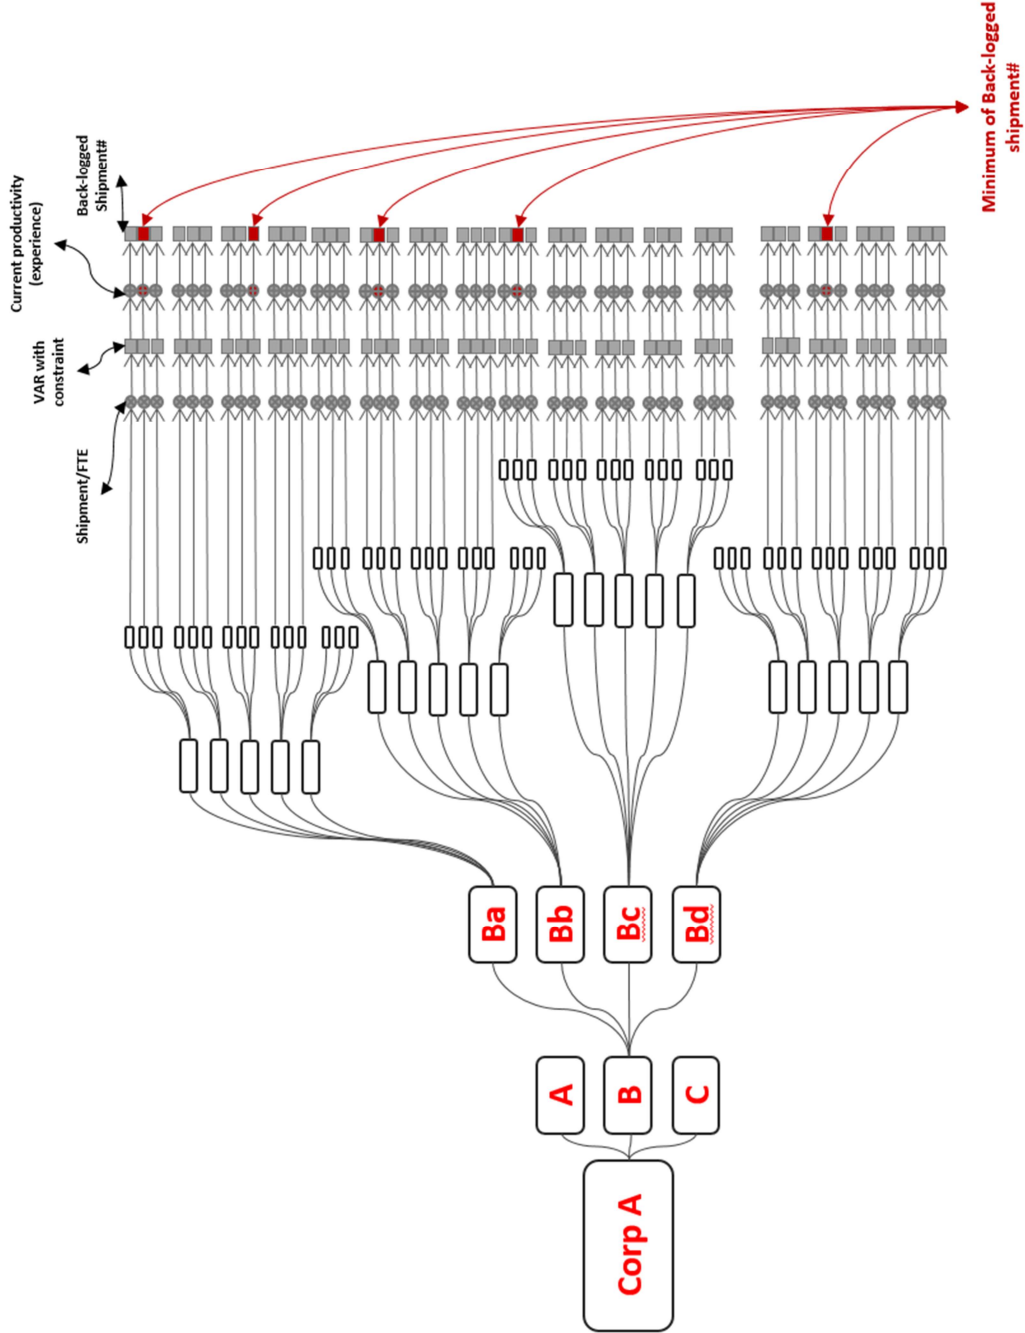 Corp A
A
B
C
Ba
Bb
Bc
Bd
Shipment/FTE
VAR with
constraint
Current productivity
(experience)
Back-logged
Shipment#
Minimum of Back-logged
shipment#